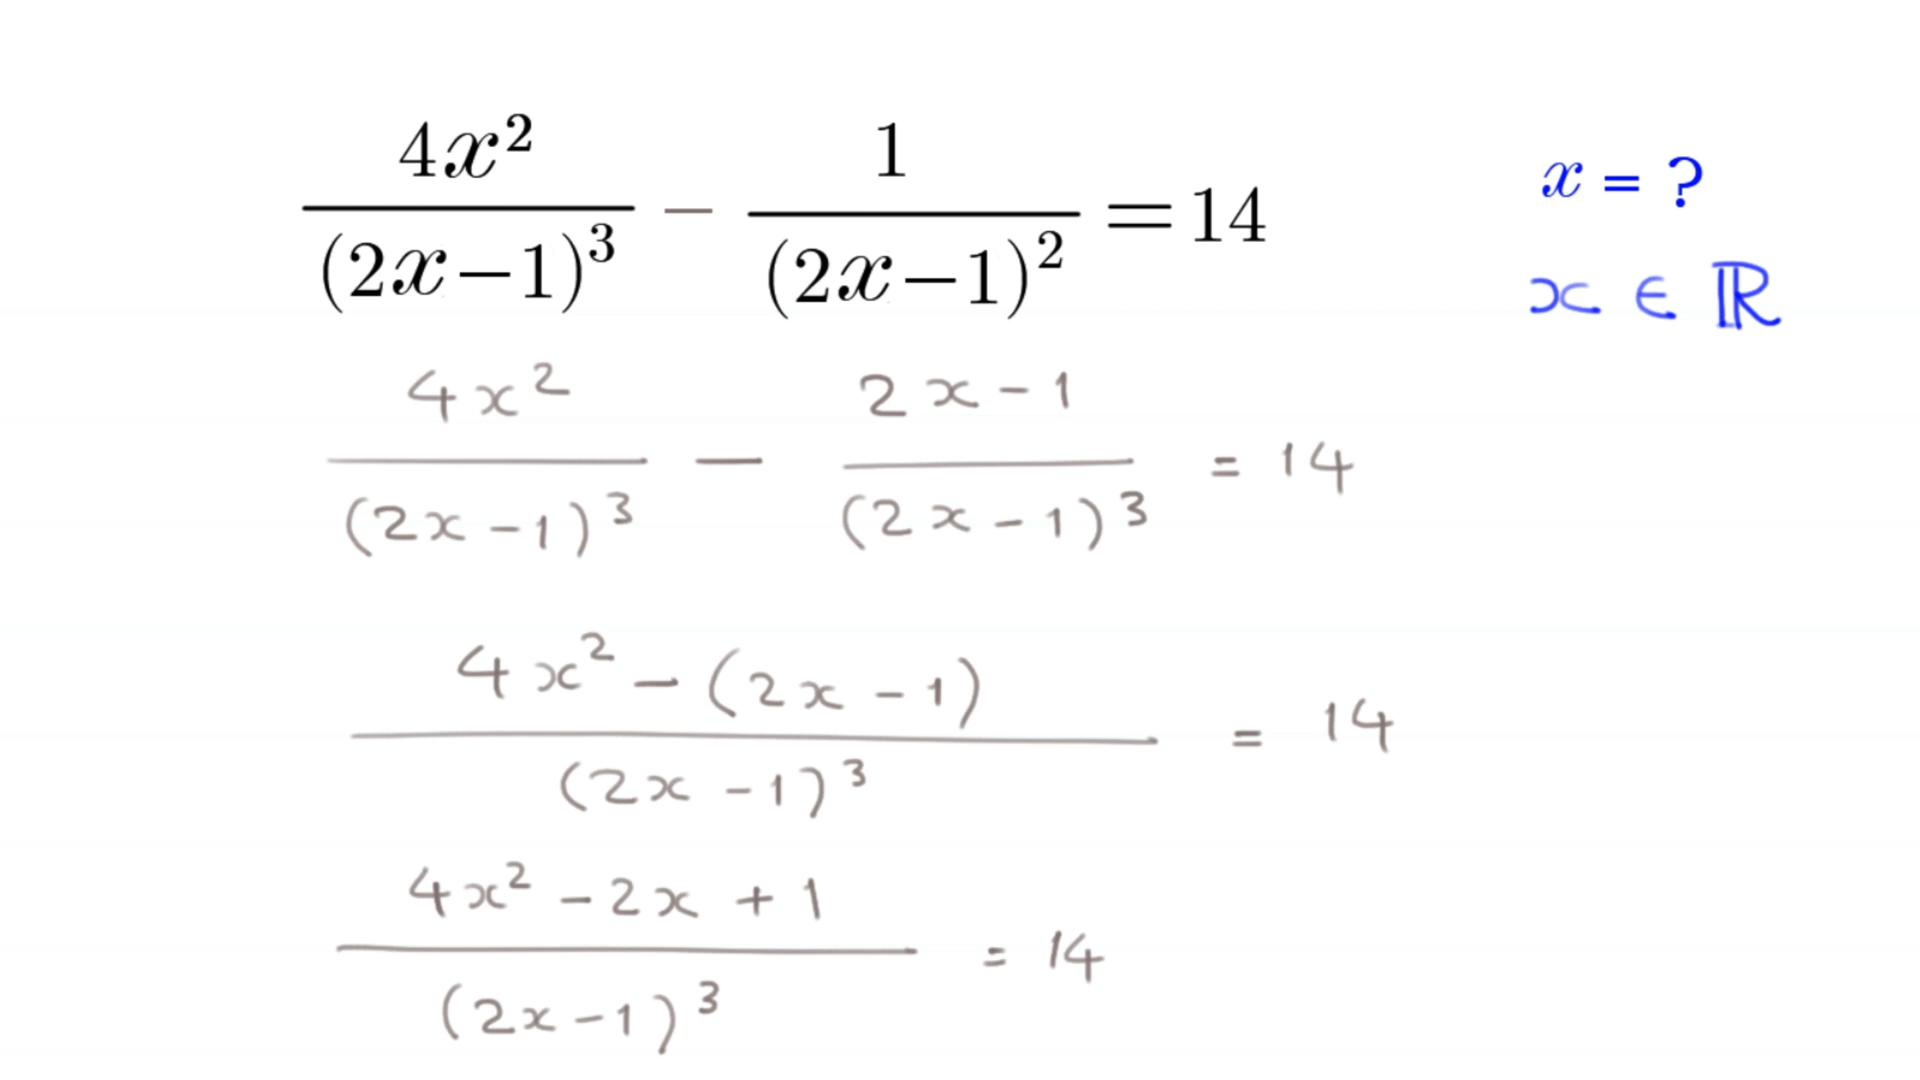 4x²/(2x−1)³ − 1/(2x−1)² = 14
x = ?
x ∈ ℝ
4x²/(2x−1)³ − 2x−1/(2x−1)³ = 14
4x²−(2x−1)/(2x−1)³ = 14
4x²−2x+1/(2x−1)³ = 14